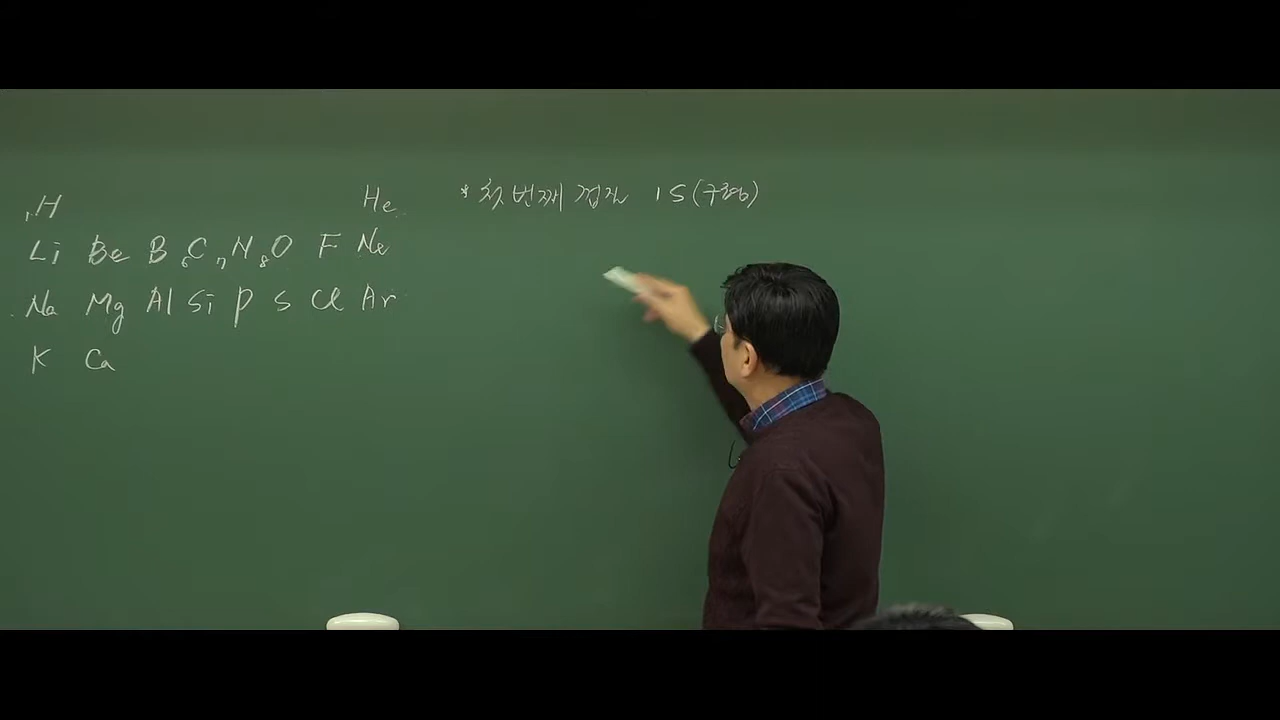 ₁H He
Li Be B ₆C ₇N ₈O F Ne
Na Mg Al Si P S Cl Ar
K Ca
* 첫 번째 껍질 1S (구형)